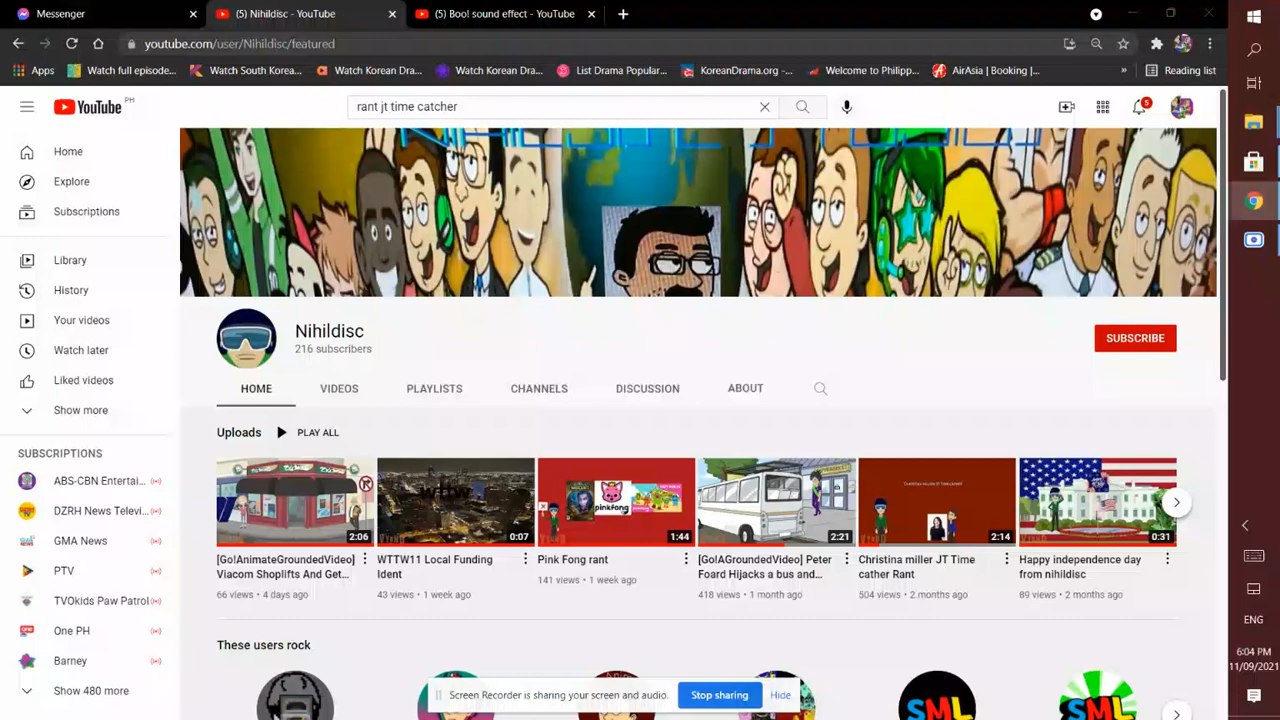 Messenger
(5) Nihildisc - YouTube
(5) Boo! sound effect - YouTube
youtube.com/user/Nihildisc/featured
Apps
Watch full episode...
Watch South Korea...
Watch Korean Dra...
Watch Korean Dra...
List Drama Popular...
KoreanDrama.org -...
Welcome to Philipp...
AirAsia | Booking |...
Reading list
YouTube PH
rant jt time catcher
5
Home
Explore
Subscriptions
Library
History
Your videos
Watch later
Liked videos
Show more
SUBSCRIPTIONS
ABS-CBN Entertai...
DZRH News Televi...
GMA News
PTV
TVOkids Paw Patrol
One PH
Barney
Show 480 more
Nihildisc
216 subscribers
SUBSCRIBE
HOME
VIDEOS
PLAYLISTS
CHANNELS
DISCUSSION
ABOUT
Uploads
PLAY ALL
2:06
0:07
pinkfong
1:44
2:21
2:14
0:31
[Go!AnimateGroundedVideo] Viacom Shoplifts And Get...
66 views • 4 days ago
WTTW11 Local Funding Ident
43 views • 1 week ago
Pink Fong rant
141 views • 1 week ago
[Go!AGroundedVideo] Peter Foard Hijacks a bus and...
418 views • 1 month ago
Christina miller JT Time cather Rant
504 views • 2 months ago
Happy independence day from nihildisc
89 views • 2 months ago
These users rock
SML
SML
Screen Recorder is sharing your screen and audio.
Stop sharing
Hide
ENG
6:04 PM
11/09/2021